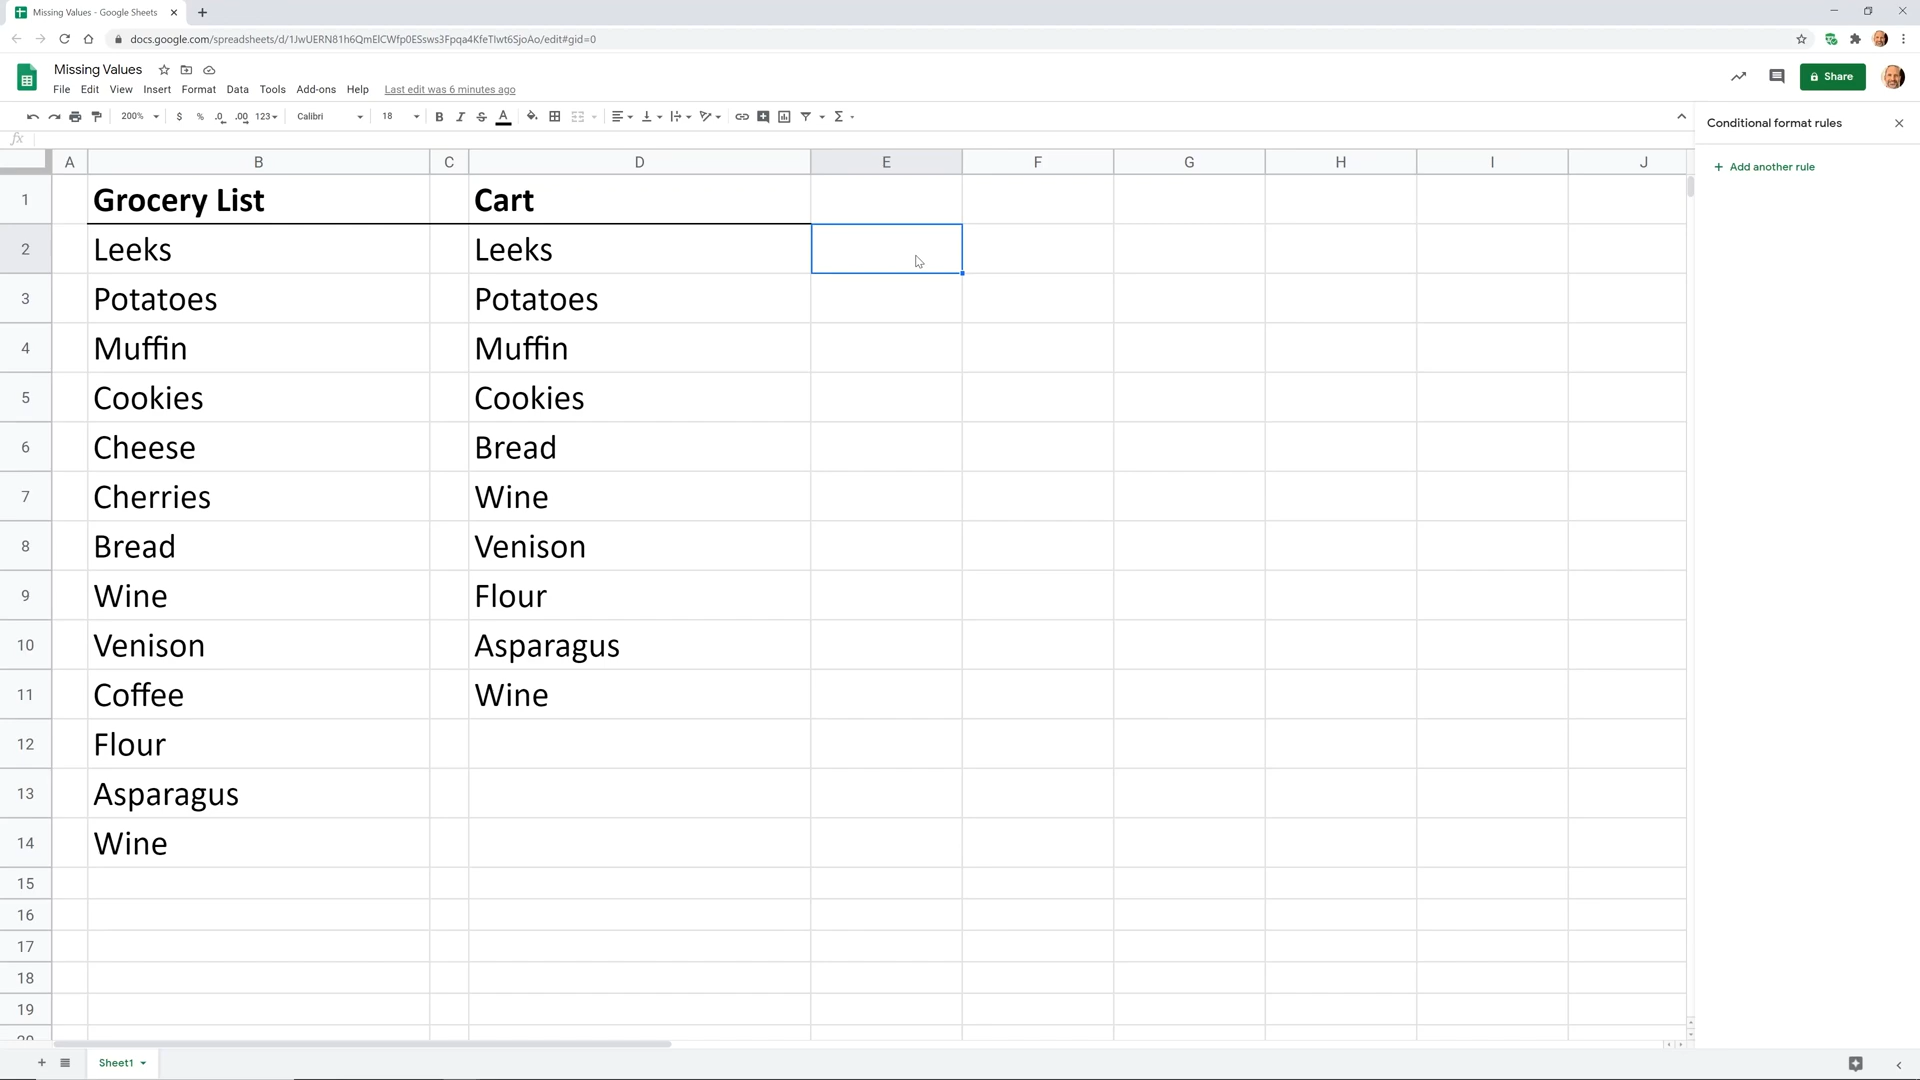 Missing Values - Google Sheets
docs.google.com/spreadsheets/d/1JwUERN81h6QmElCWfp0ESsws3Fpqa4KfeTlwt6SjoAo/edit#gid=0
Missing Values
File Edit View Insert Format Data Tools Add-ons Help Last edit was 6 minutes ago
Share
200% $ % .0 .00 123 Calibri 18 B I S A Σ
Conditional format rules
fx
+ Add another rule
A B C D E F G H I J
1 Grocery List Cart
2 Leeks Leeks
3 Potatoes Potatoes
4 Muffin Muffin
5 Cookies Cookies
6 Cheese Bread
7 Cherries Wine
8 Bread Venison
9 Wine Flour
10 Venison Asparagus
11 Coffee Wine
12 Flour
13 Asparagus
14 Wine
15
16
17
18
19
20
Sheet1